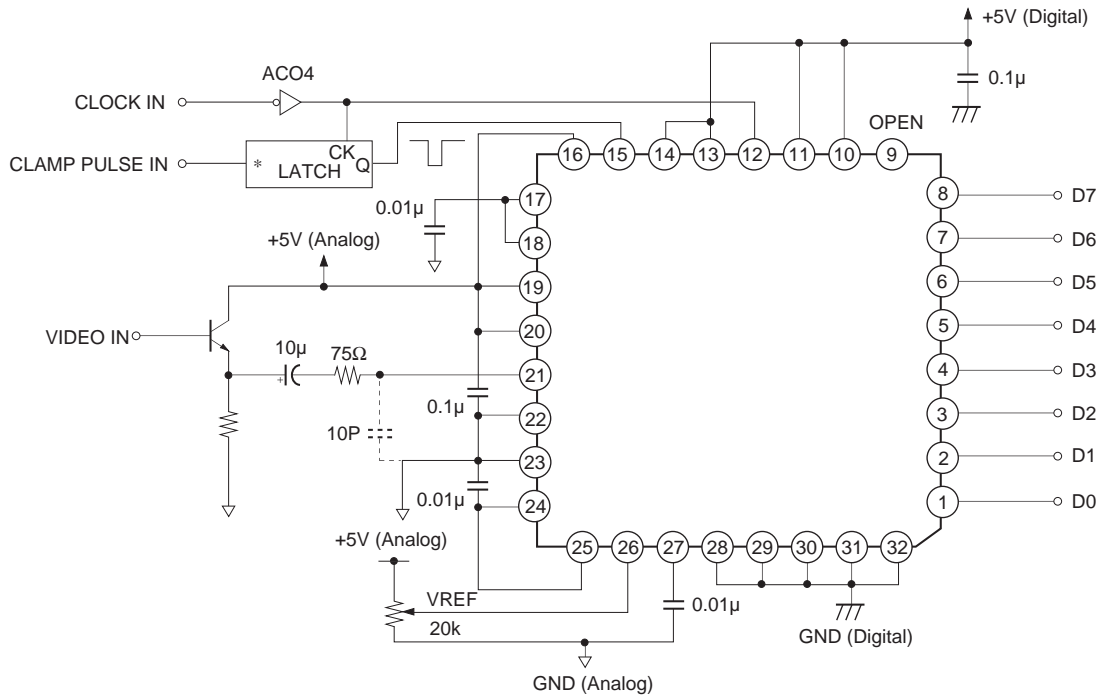 +5V (Digital)
ACO4
CLOCK IN
0.1µ
OPEN
CK
CLAMP PULSE IN
*
Q
LATCH
16
15
14
13
12
11
10
9
17
8
D7
0.01µ
+5V (Analog)
18
7
D6
19
6
D5
VIDEO IN
20
5
D4
10µ
+
75Ω
21
4
D3
0.1µ
22
3
D2
10P
23
2
D1
0.01µ
24
1
D0
+5V (Analog)
25
26
27
28
29
30
31
32
VREF
20k
0.01µ
GND (Digital)
GND (Analog)